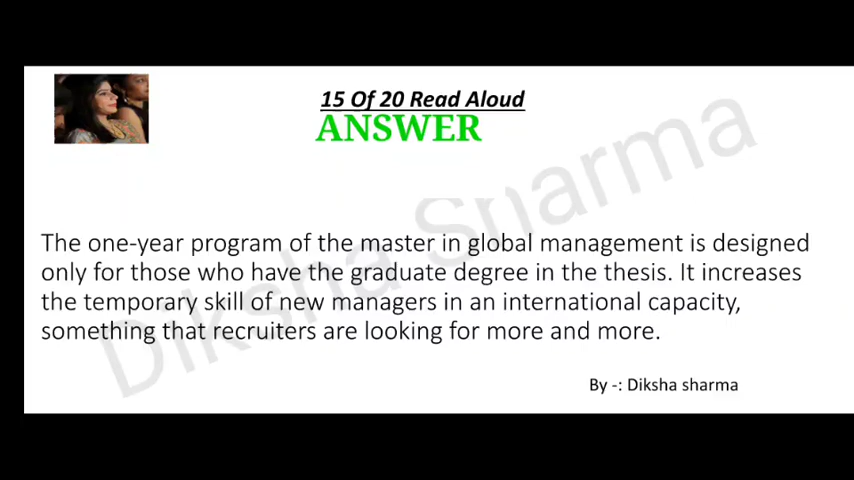 15 Of 20 Read Aloud
ANSWER
The one-year program of the master in global management is designed
only for those who have the graduate degree in the thesis. It increases
the temporary skill of new managers in an international capacity,
something that recruiters are looking for more and more.
By -: Diksha sharma
Diksha Sharma